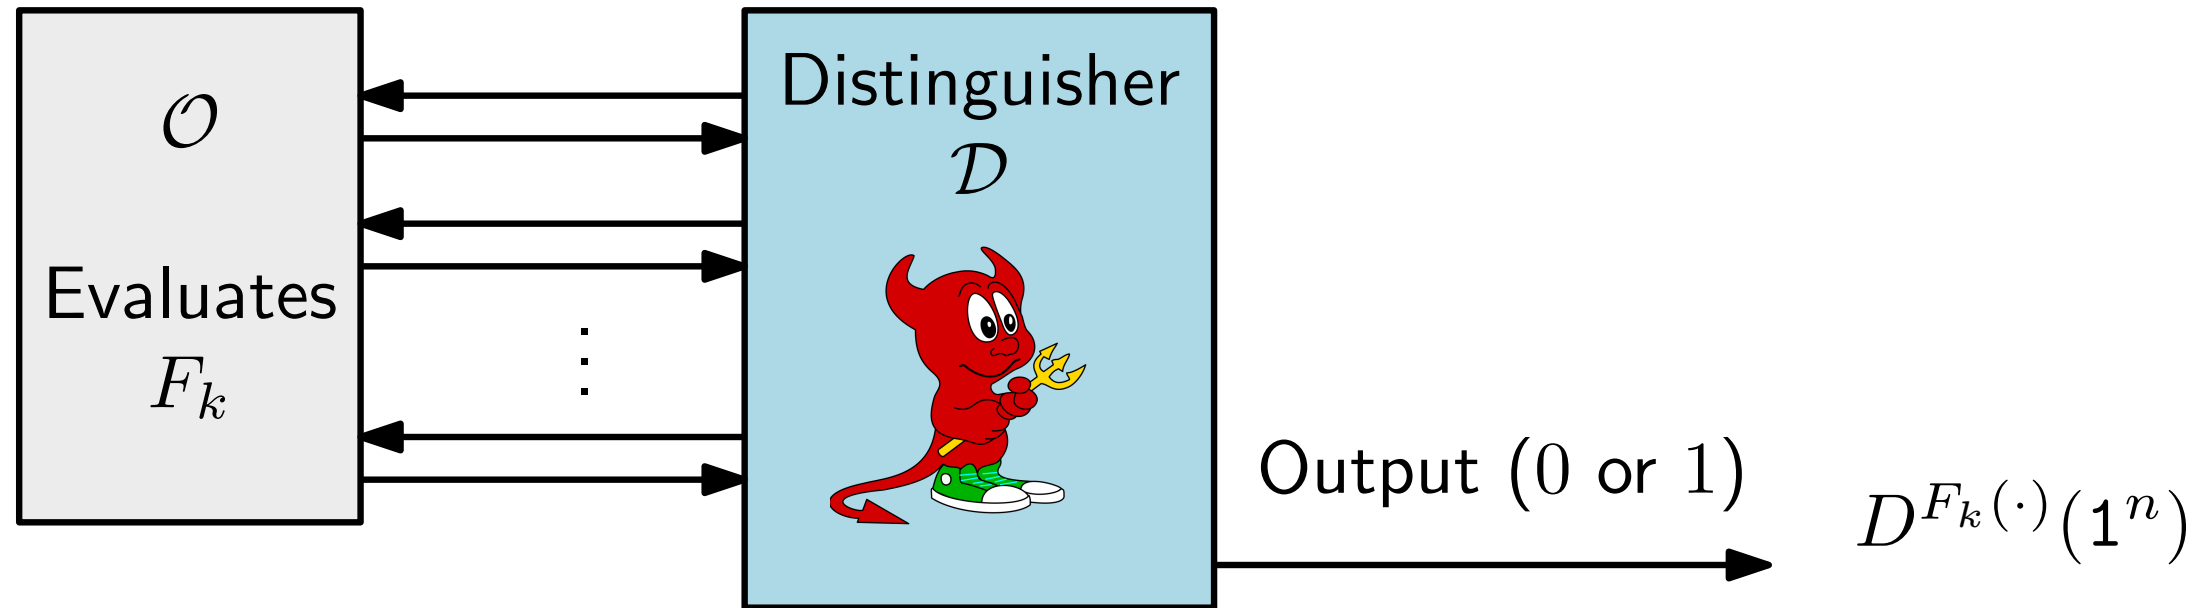 𝒪
Evaluates
F_k
⋮
Distinguisher
𝒟
Output (0 or 1)
D^{F_k(·)}(1^n)